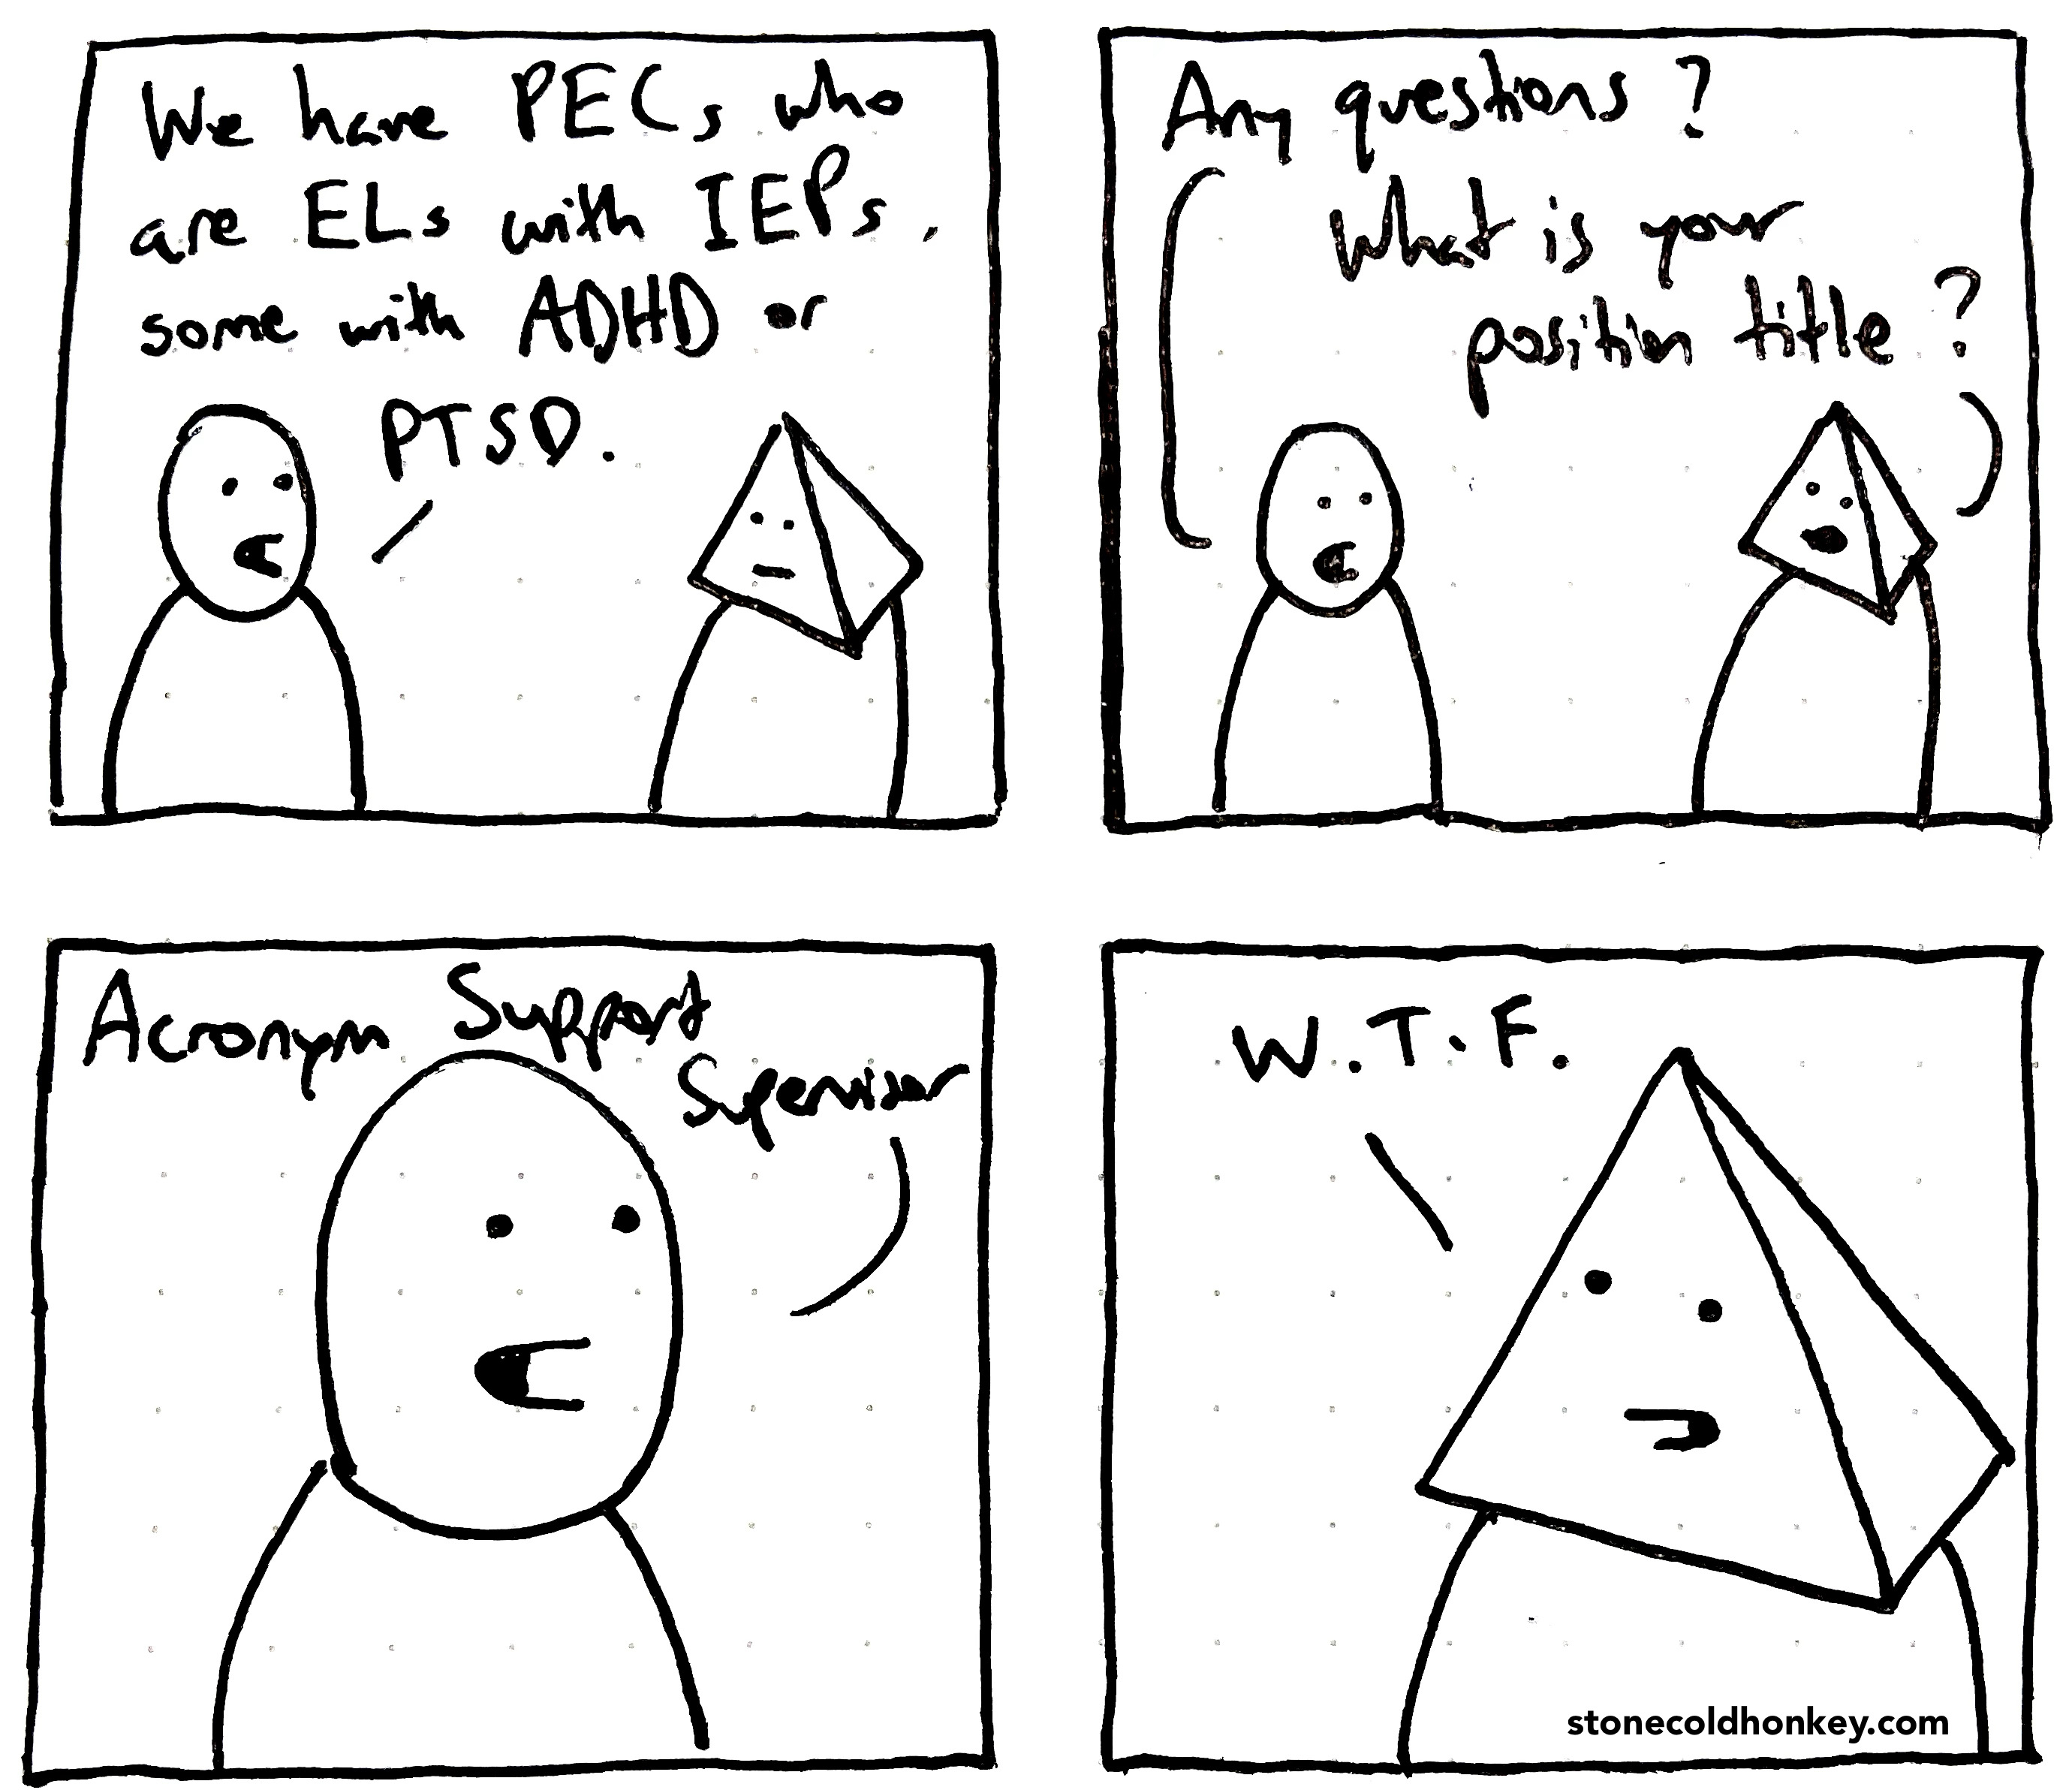 We have PECs who
are ELs with IEPs,
some with ADHD or
PTSD.
Any questions?
What is your
position title?
Acronym Support
Supervisor
W.T.F.
stonecoldhonkey.com